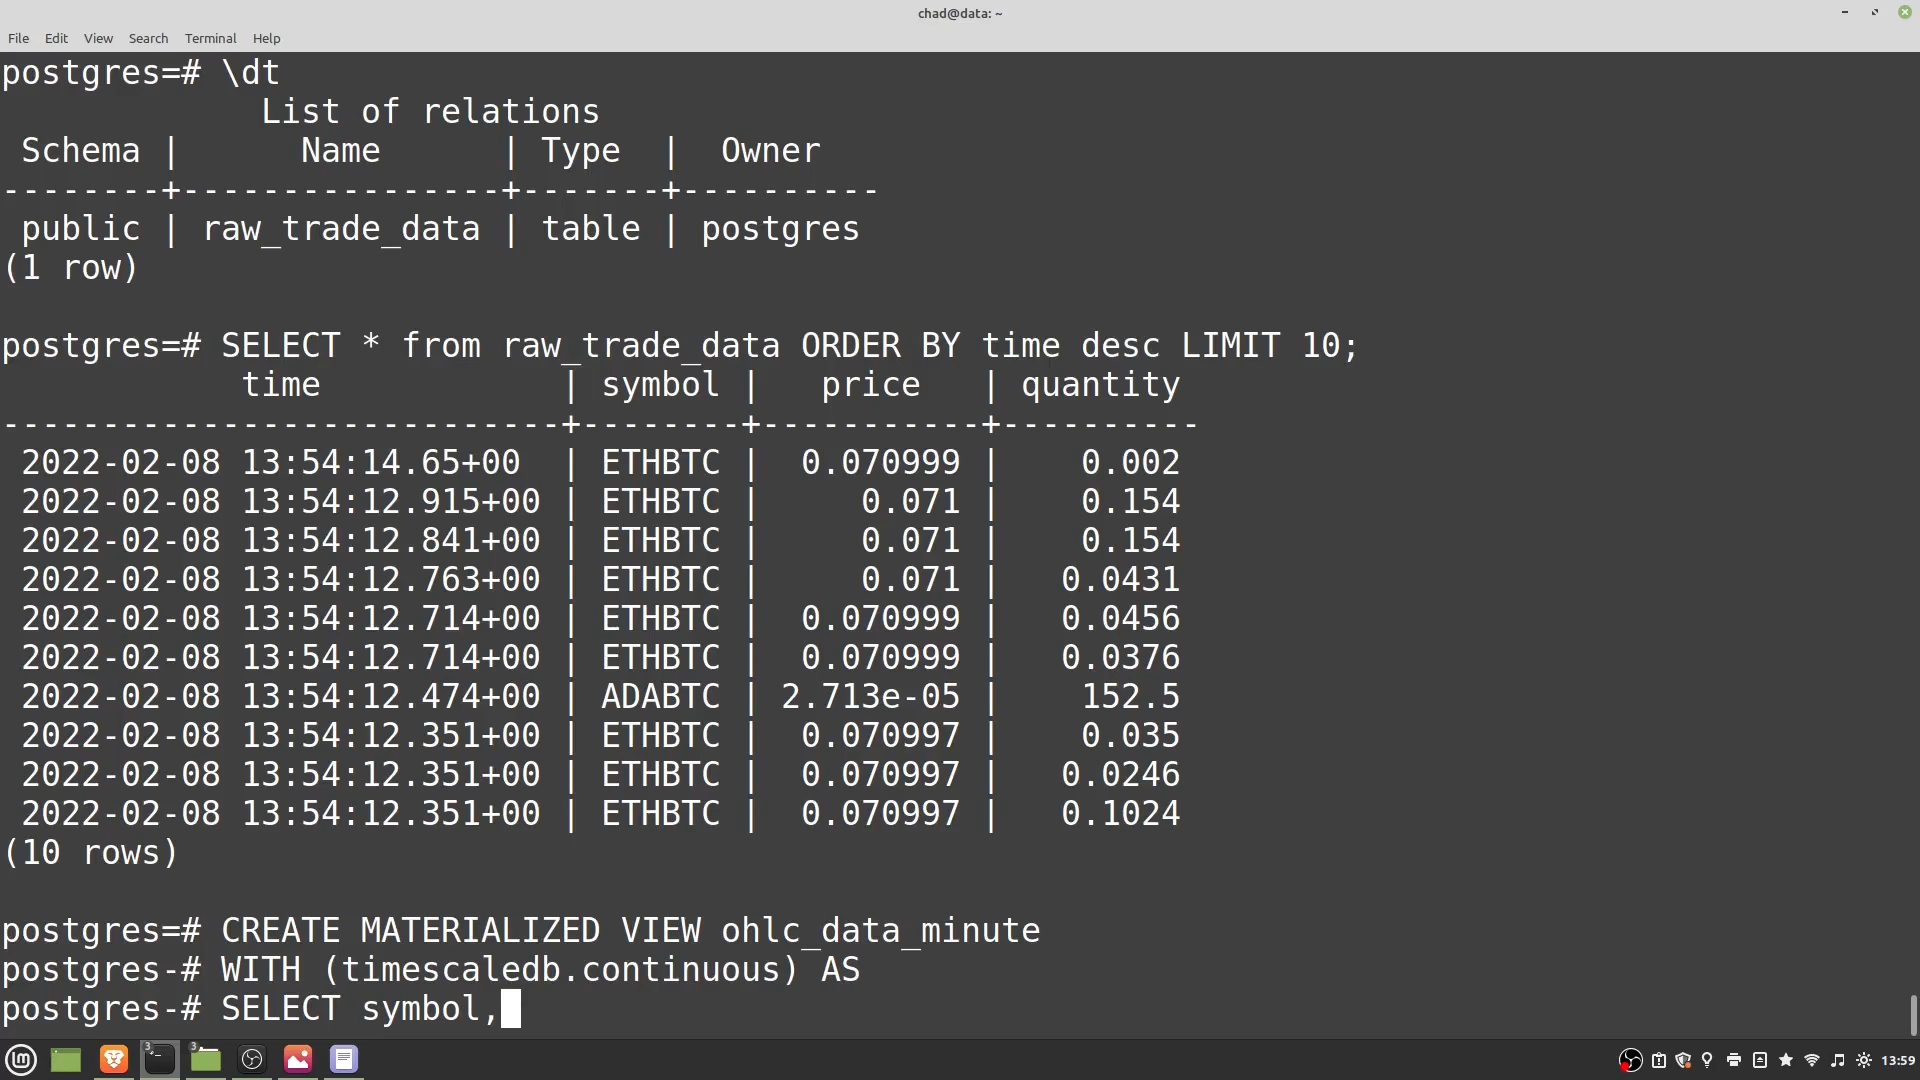 chad@data: ~
File Edit View Search Terminal Help
postgres=# \dt
List of relations
Schema | Name | Type | Owner
--------+----------------+-------+----------
public | raw_trade_data | table | postgres
(1 row)
postgres=# SELECT * from raw_trade_data ORDER BY time desc LIMIT 10;
time | symbol | price | quantity
----------------------------+--------+-----------+----------
2022-02-08 13:54:14.65+00 | ETHBTC | 0.070999 | 0.002
2022-02-08 13:54:12.915+00 | ETHBTC | 0.071 | 0.154
2022-02-08 13:54:12.841+00 | ETHBTC | 0.071 | 0.154
2022-02-08 13:54:12.763+00 | ETHBTC | 0.071 | 0.0431
2022-02-08 13:54:12.714+00 | ETHBTC | 0.070999 | 0.0456
2022-02-08 13:54:12.714+00 | ETHBTC | 0.070999 | 0.0376
2022-02-08 13:54:12.474+00 | ADABTC | 2.713e-05 | 152.5
2022-02-08 13:54:12.351+00 | ETHBTC | 0.070997 | 0.035
2022-02-08 13:54:12.351+00 | ETHBTC | 0.070997 | 0.0246
2022-02-08 13:54:12.351+00 | ETHBTC | 0.070997 | 0.1024
(10 rows)
postgres=# CREATE MATERIALIZED VIEW ohlc_data_minute
postgres-# WITH (timescaledb.continuous) AS
postgres-# SELECT symbol,
3 3 13:59